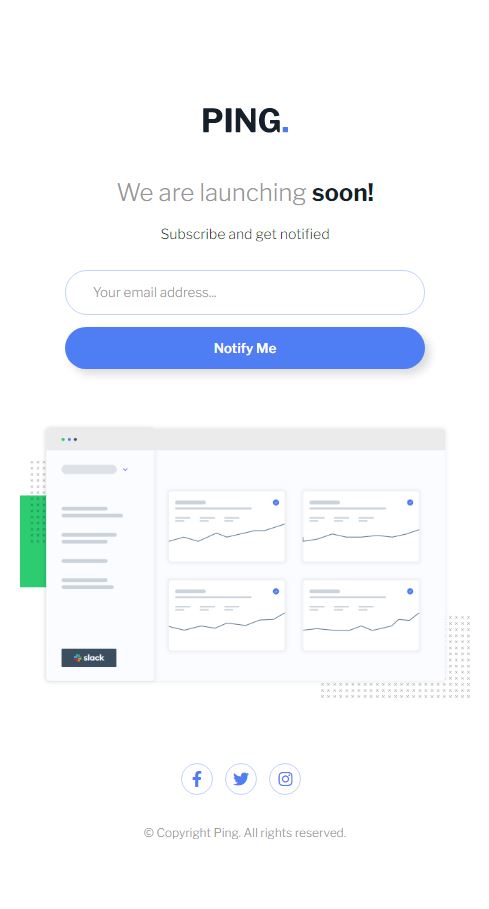 PING.
We are launching soon!
Subscribe and get notified
Your email address...
Notify Me
slack
© Copyright Ping. All rights reserved.